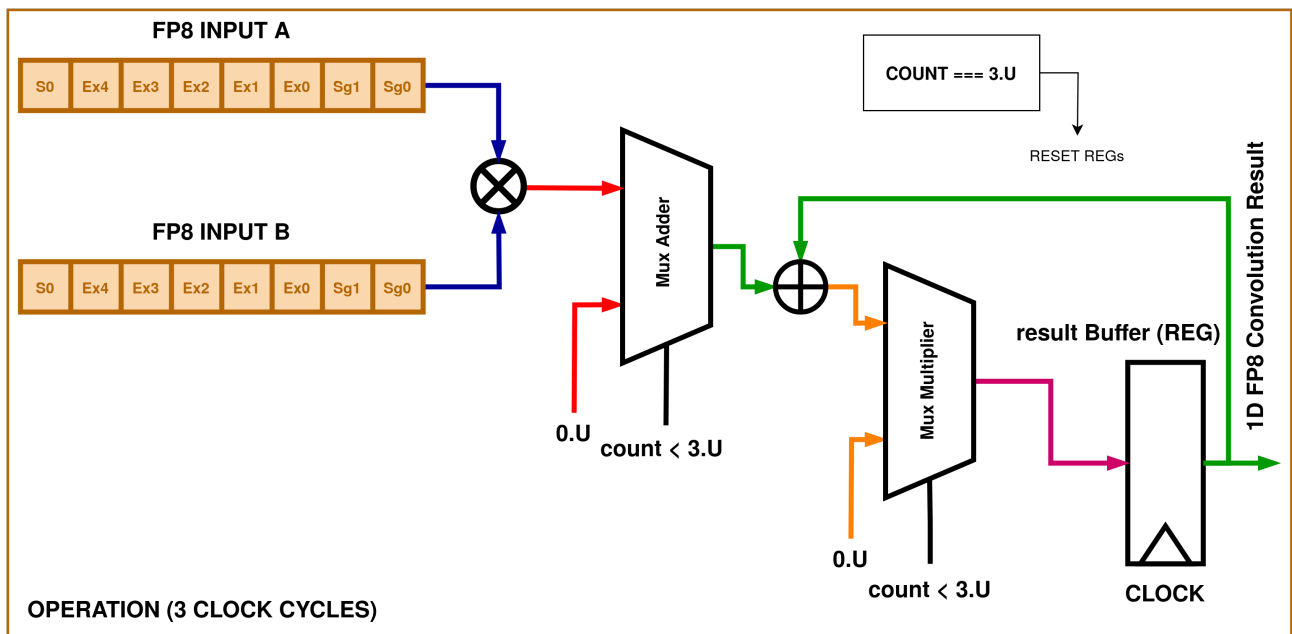 FP8 INPUT A
S0 Ex4 Ex3 Ex2 Ex1 Ex0 Sg1 Sg0
COUNT === 3.U
RESET REGs
FP8 INPUT B
S0 Ex4 Ex3 Ex2 Ex1 Ex0 Sg1 Sg0
Mux Adder
0.U
count < 3.U
Mux Multiplier
0.U
count < 3.U
result Buffer (REG)
CLOCK
1D FP8 Convolution Result
OPERATION (3 CLOCK CYCLES)